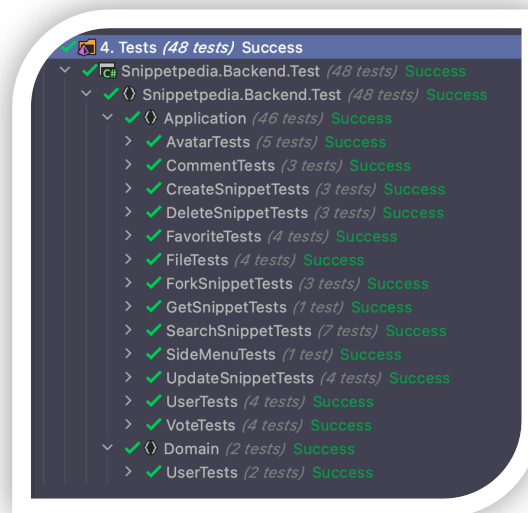 4. Tests (48 tests) Success
C# Snippetpedia.Backend.Test (48 tests) Success
Snippetpedia.Backend.Test (48 tests) Success
Application (46 tests) Success
AvatarTests (5 tests) Success
CommentTests (3 tests) Success
CreateSnippetTests (3 tests) Success
DeleteSnippetTests (3 tests) Success
FavoriteTests (4 tests) Success
FileTests (4 tests) Success
ForkSnippetTests (3 tests) Success
GetSnippetTests (1 test) Success
SearchSnippetTests (7 tests) Success
SideMenuTests (1 test) Success
UpdateSnippetTests (4 tests) Success
UserTests (4 tests) Success
VoteTests (4 tests) Success
Domain (2 tests) Success
UserTests (2 tests) Success